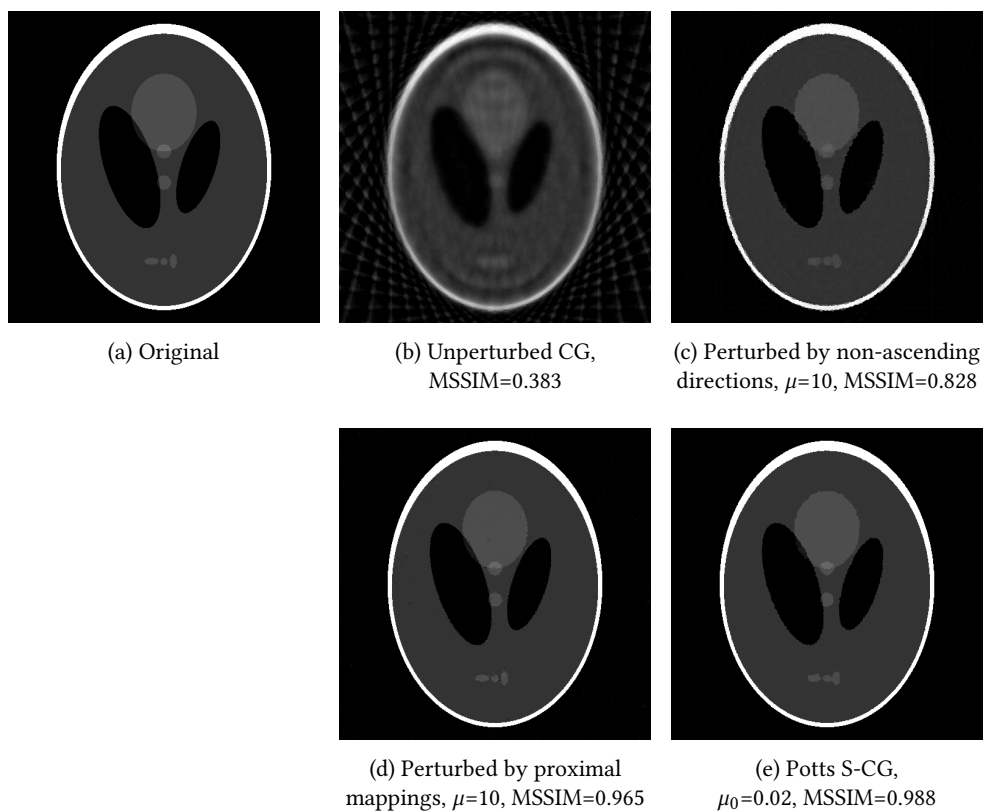 (a) Original
(b) Unperturbed CG,
MSSIM=0.383
(c) Perturbed by non-ascending
directions, μ=10, MSSIM=0.828
(d) Perturbed by proximal
mappings, μ=10, MSSIM=0.965
(e) Potts S-CG,
μ₀=0.02, MSSIM=0.988